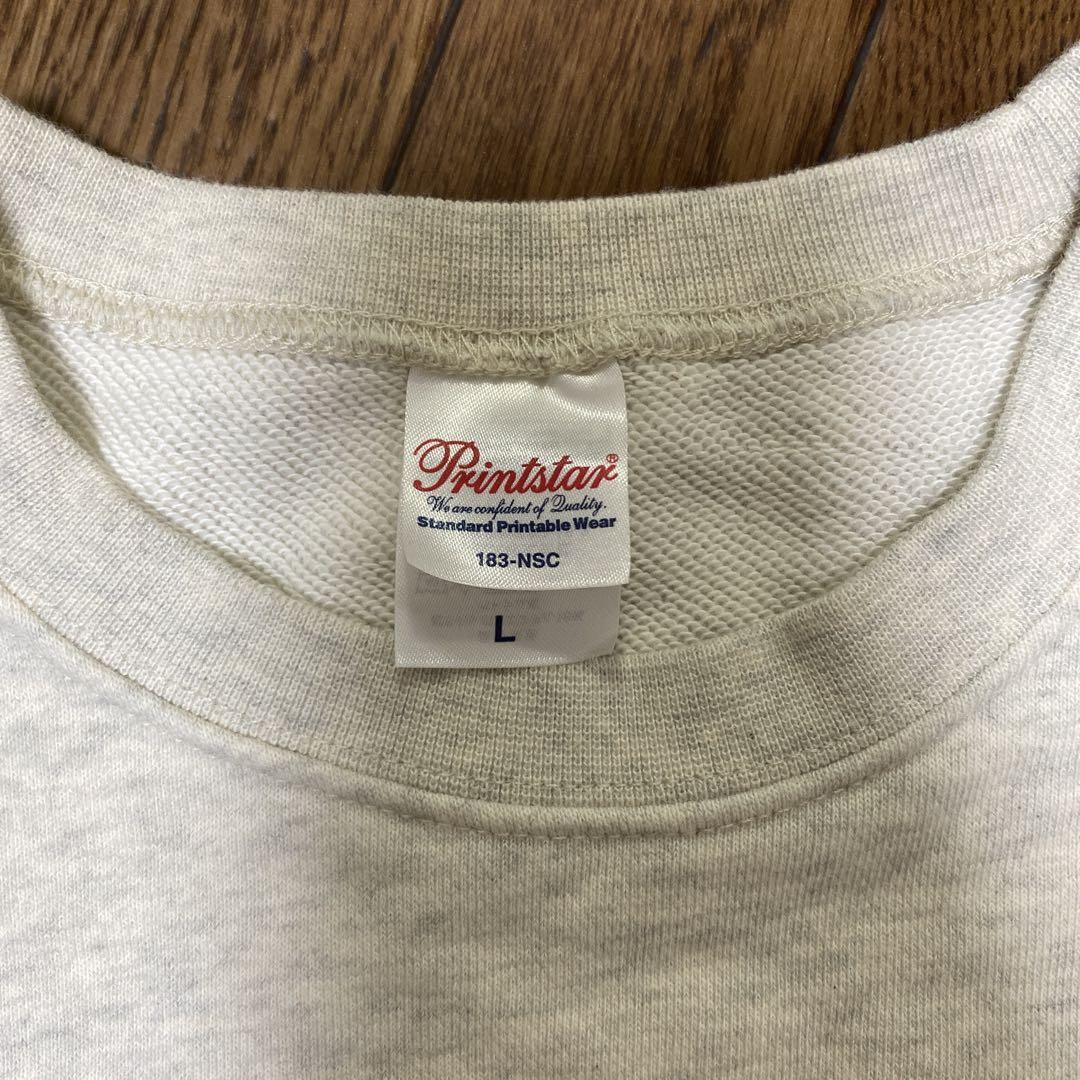 Printstar®
We are confident of Quality.
Standard Printable Wear
183-NSC
L